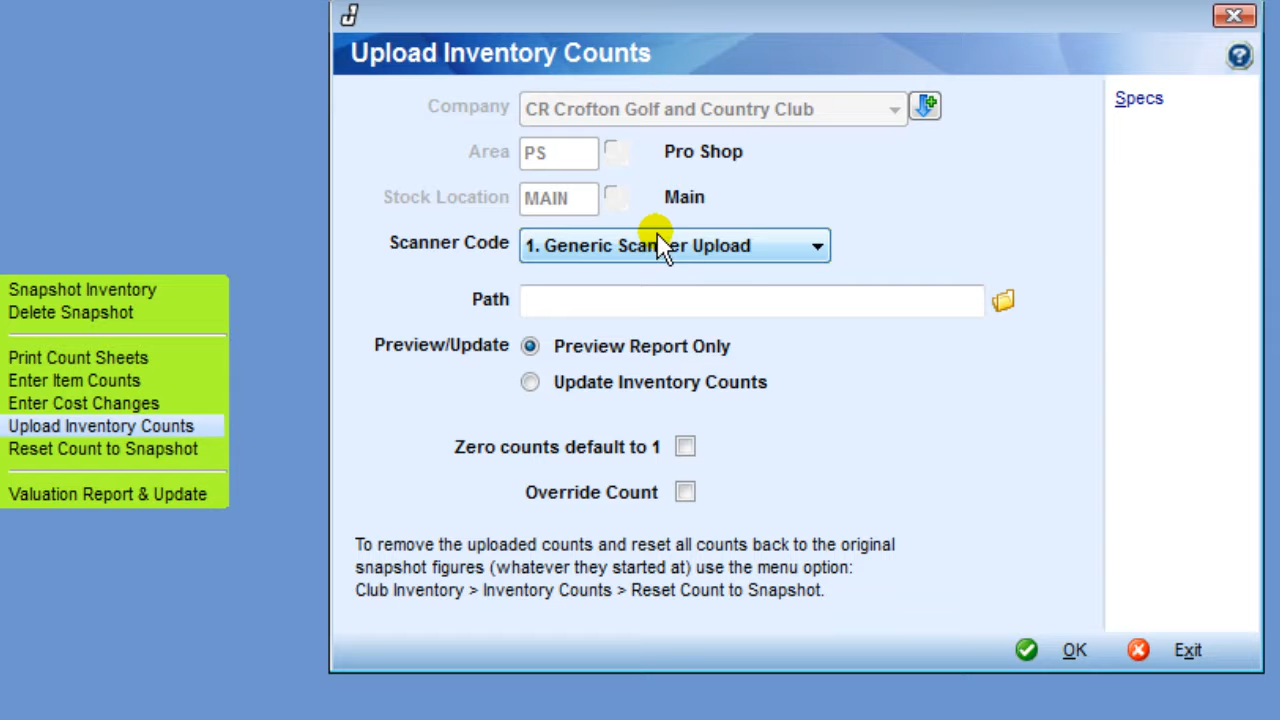 Upload Inventory Counts
Company CR Crofton Golf and Country Club
Specs
Area PS Pro Shop
Stock Location MAIN Main
Scanner Code 1. Generic Scanner Upload
Path
Preview/Update Preview Report Only
Update Inventory Counts
Zero counts default to 1
Override Count
To remove the uploaded counts and reset all counts back to the original
snapshot figures (whatever they started at) use the menu option:
Club Inventory > Inventory Counts > Reset Count to Snapshot.
OK Exit
Snapshot Inventory
Delete Snapshot
Print Count Sheets
Enter Item Counts
Enter Cost Changes
Upload Inventory Counts
Reset Count to Snapshot
Valuation Report & Update